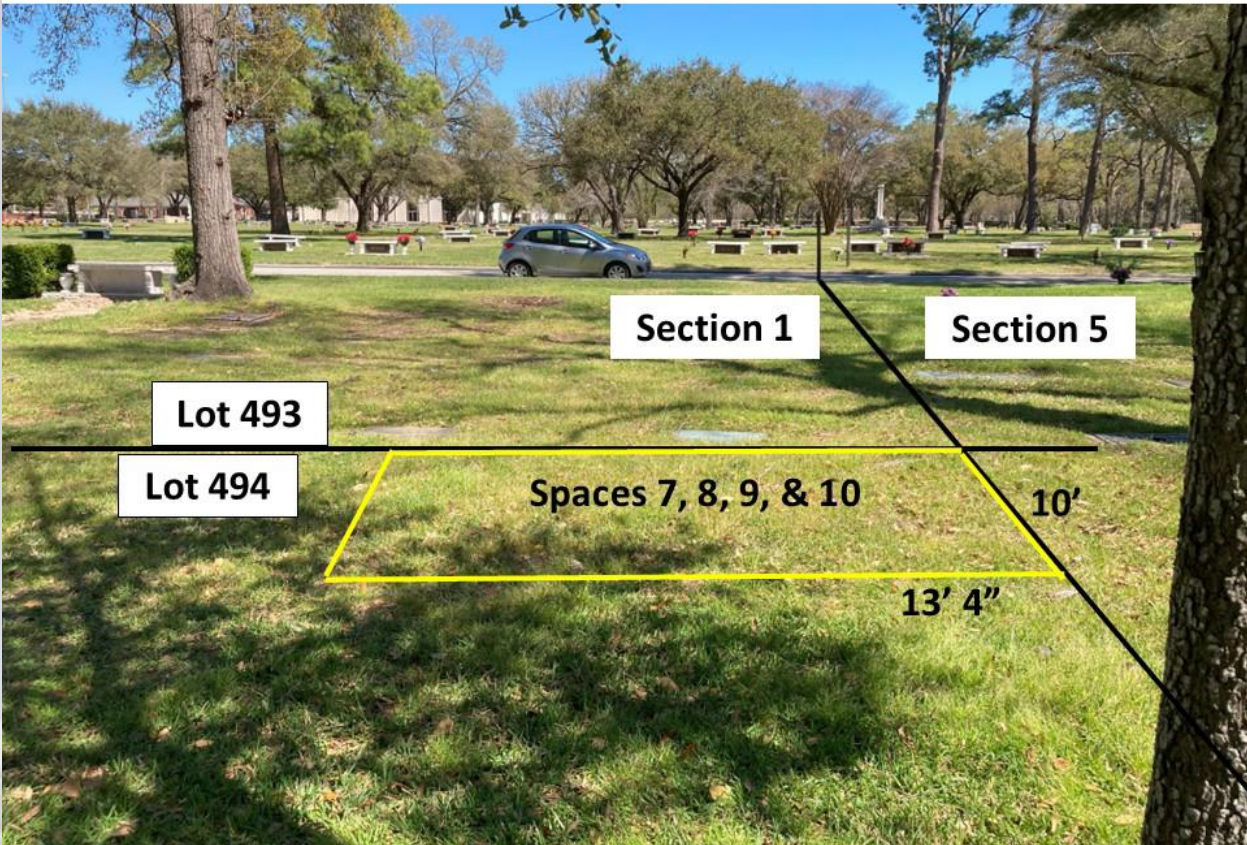 Section 1
Section 5
Lot 493
Lot 494
Spaces 7, 8, 9, & 10
10’
13’ 4”